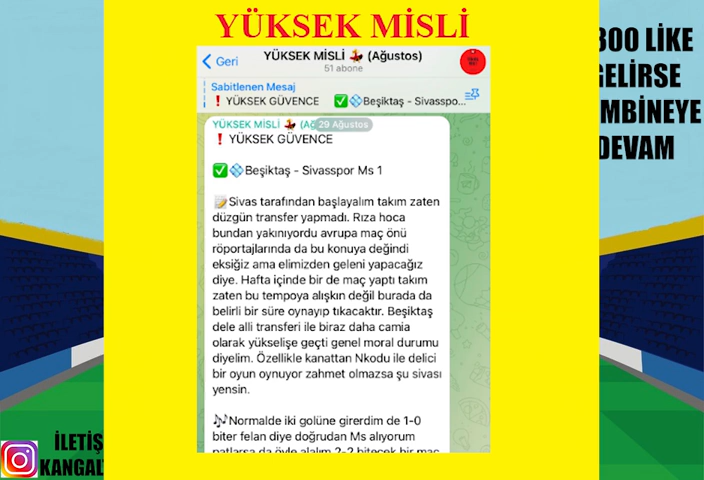 YÜKSEK MİSLİ
300 LİKE
GELİRSE
MBİNEYE
DEVAM
Geri
YÜKSEK MİSLİ 💃 (Ağustos)
51 abone
Sabitlenen Mesaj
❗ YÜKSEK GÜVENCE ✅💠Beşiktaş - Sivasspo...
YÜKSEK MİSLİ 💃 (Ağ
29 Ağustos
❗ YÜKSEK GÜVENCE
✅💠Beşiktaş - Sivasspor Ms 1
📝Sivas tarafından başlayalım takım zaten
düzgün transfer yapmadı. Rıza hoca
bundan yakınıyordu avrupa maç önü
röportajlarında da bu konuya değindi
eksiğiz ama elimizden geleni yapacağız
diye. Hafta içinde bir de maç yaptı takım
zaten bu tempoya alışkın değil burada da
belirli bir süre oynayıp tıkacaktır. Beşiktaş
dele alli transferi ile biraz daha camia
olarak yükselişe geçti genel moral durumu
diyelim. Özellikle kanattan Nkodu ile delici
bir oyun oynuyor zahmet olmazsa şu sivası
yensin.
🎶Normalde iki golüne girerdim de 1-0
biter felan diye doğrudan Ms alıyorum
patlarsa da öyle alalım 2-2 bitecek bir maç
İLETİŞ
KANGAL